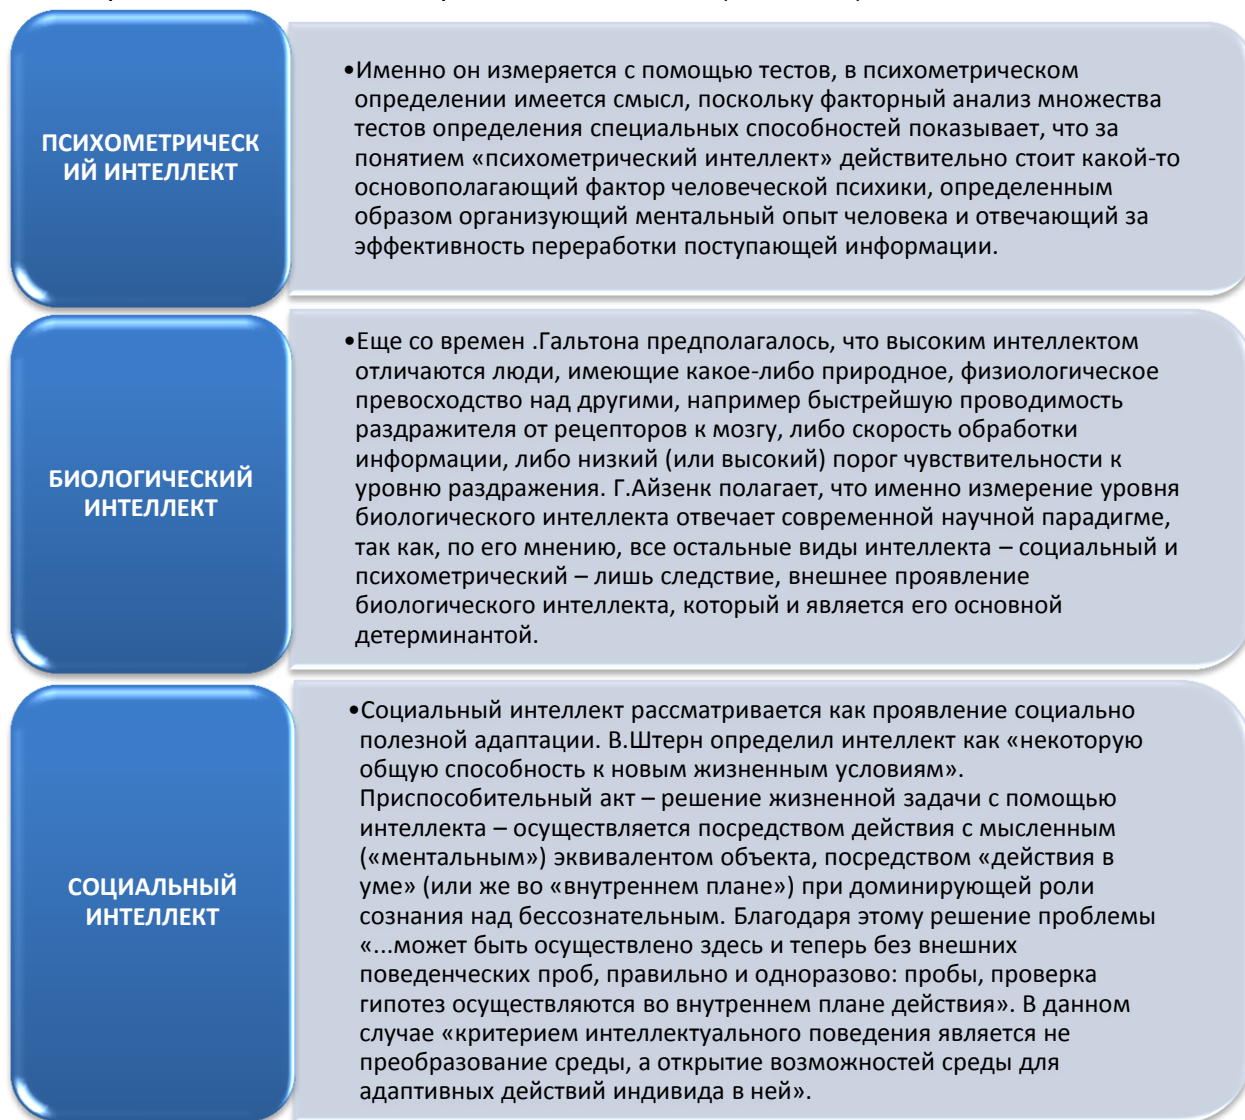 ПСИХОМЕТРИЧЕСК
ИЙ ИНТЕЛЛЕКТ
•Именно он измеряется с помощью тестов, в психометрическом
определении имеется смысл, поскольку факторный анализ множества
тестов определения специальных способностей показывает, что за
понятием «психометрический интеллект» действительно стоит какой-то
основополагающий фактор человеческой психики, определенным
образом организующий ментальный опыт человека и отвечающий за
эффективность переработки поступающей информации.
БИОЛОГИЧЕСКИЙ
ИНТЕЛЛЕКТ
•Еще со времен .Гальтона предполагалось, что высоким интеллектом
отличаются люди, имеющие какое-либо природное, физиологическое
превосходство над другими, например быстрейшую проводимость
раздражителя от рецепторов к мозгу, либо скорость обработки
информации, либо низкий (или высокий) порог чувствительности к
уровню раздражения. Г.Айзенк полагает, что именно измерение уровня
биологического интеллекта отвечает современной научной парадигме,
так как, по его мнению, все остальные виды интеллекта – социальный и
психометрический – лишь следствие, внешнее проявление
биологического интеллекта, который и является его основной
детерминантой.
СОЦИАЛЬНЫЙ
ИНТЕЛЛЕКТ
•Социальный интеллект рассматривается как проявление социально
полезной адаптации. В.Штерн определил интеллект как «некоторую
общую способность к новым жизненным условиям».
Приспособительный акт – решение жизненной задачи с помощью
интеллекта – осуществляется посредством действия с мысленным
(«ментальным») эквивалентом объекта, посредством «действия в
уме» (или же во «внутреннем плане») при доминирующей роли
сознания над бессознательным. Благодаря этому решение проблемы
«...может быть осуществлено здесь и теперь без внешних
поведенческих проб, правильно и одноразово: пробы, проверка
гипотез осуществляются во внутреннем плане действия». В данном
случае «критерием интеллектуального поведения является не
преобразование среды, а открытие возможностей среды для
адаптивных действий индивида в ней».